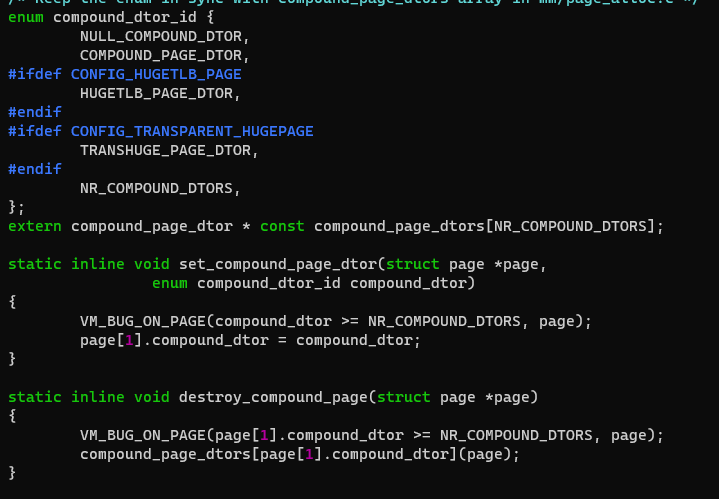 /* Keep the enum in sync with compound_page_dtors array in mm/page_alloc.c */
enum compound_dtor_id {
        NULL_COMPOUND_DTOR,
        COMPOUND_PAGE_DTOR,
#ifdef CONFIG_HUGETLB_PAGE
        HUGETLB_PAGE_DTOR,
#endif
#ifdef CONFIG_TRANSPARENT_HUGEPAGE
        TRANSHUGE_PAGE_DTOR,
#endif
        NR_COMPOUND_DTORS,
};
extern compound_page_dtor * const compound_page_dtors[NR_COMPOUND_DTORS];

static inline void set_compound_page_dtor(struct page *page,
                enum compound_dtor_id compound_dtor)
{
        VM_BUG_ON_PAGE(compound_dtor >= NR_COMPOUND_DTORS, page);
        page[1].compound_dtor = compound_dtor;
}

static inline void destroy_compound_page(struct page *page)
{
        VM_BUG_ON_PAGE(page[1].compound_dtor >= NR_COMPOUND_DTORS, page);
        compound_page_dtors[page[1].compound_dtor](page);
}